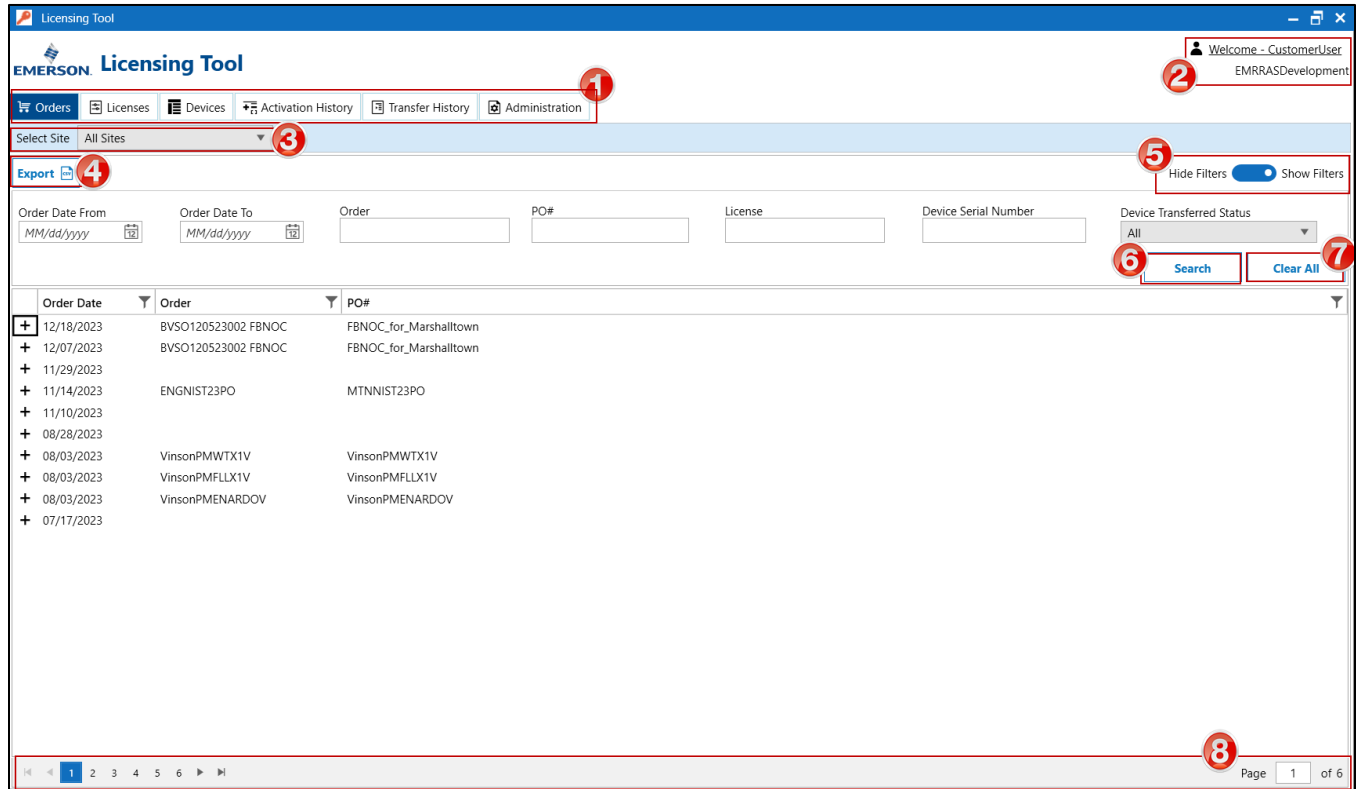 Licensing Tool
EMERSON. Licensing Tool
Welcome - CustomerUser
2
EMRRASDevelopment
1
Orders Licenses Devices Activation History Transfer History Administration
Select Site All Sites 3
5
Export CSV 4 Hide Filters Show Filters
Order Date From Order Date To Order PO# License Device Serial Number Device Transferred Status
MM/dd/yyyy 12 MM/dd/yyyy 12 All
6 Search Clear All 7
Order Date Order PO#
12/18/2023 BVSO120523002 FBNOC FBNOC_for_Marshalltown
12/07/2023 BVSO120523002 FBNOC FBNOC_for_Marshalltown
11/29/2023
11/14/2023 ENGNIST23PO MTNNIST23PO
11/10/2023
08/28/2023
08/03/2023 VinsonPMWTX1V VinsonPMWTX1V
08/03/2023 VinsonPMFLLX1V VinsonPMFLLX1V
08/03/2023 VinsonPMENARDOV VinsonPMENARDOV
07/17/2023
8
1 2 3 4 5 6 Page 1 of 6